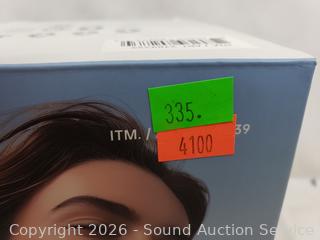 335.
ITM. / 39
4100
Copyright 2026 - Sound Auction Service